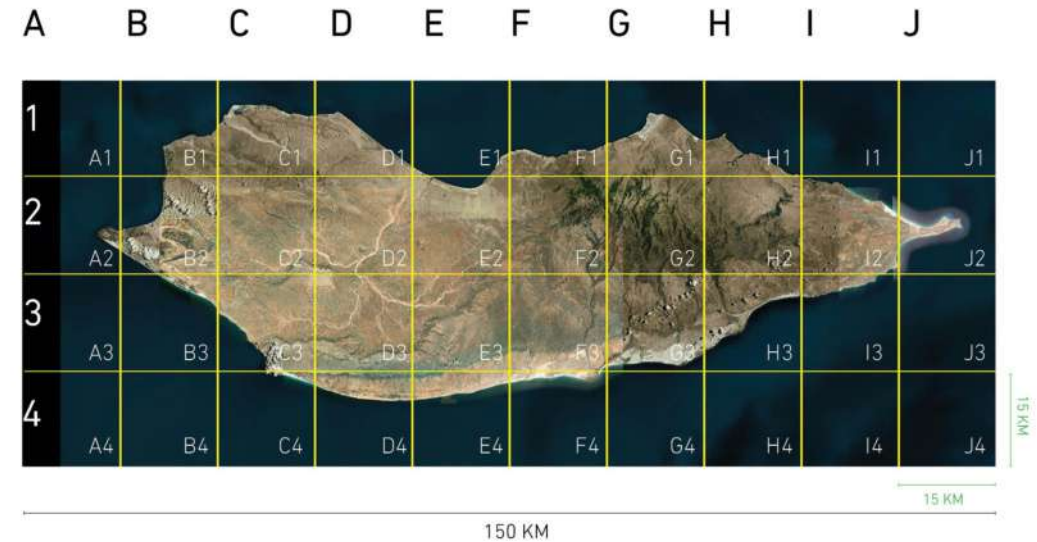 A B C D E F G H I J
1
A1 B1 C1 D1 E1 F1 G1 H1 I1 J1
2
A2 B2 C2 D2 E2 F2 G2 H2 I2 J2
3
A3 B3 C3 D3 E3 F3 G3 H3 I3 J3
4
A4 B4 C4 D4 E4 F4 G4 H4 I4 J4
15 KM
15 KM
150 KM